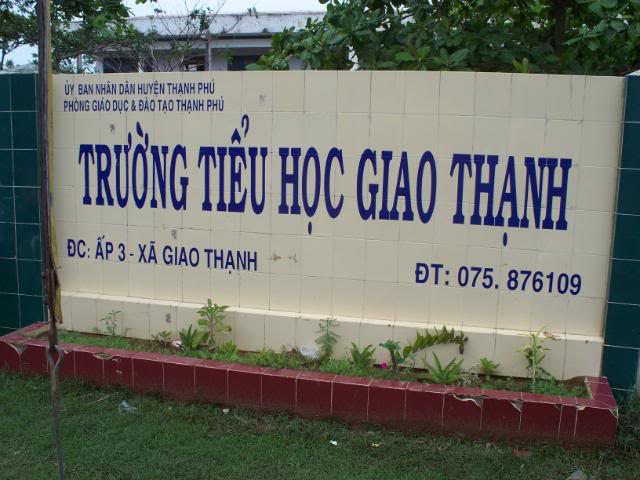 ỦY BAN NHÂN DÂN HUYỆN THẠNH PHÚ
PHÒNG GIÁO DỤC & ĐÀO TẠO THẠNH PHÚ
TRƯỜNG TIỂU HỌC GIAO THẠNH
ĐC: ẤP 3 - XÃ GIAO THẠNH
ĐT: 075. 876109